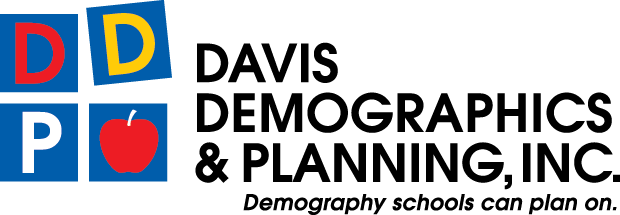 D D
P
DAVIS
DEMOGRAPHICS
& PLANNING, INC.
Demography schools can plan on.